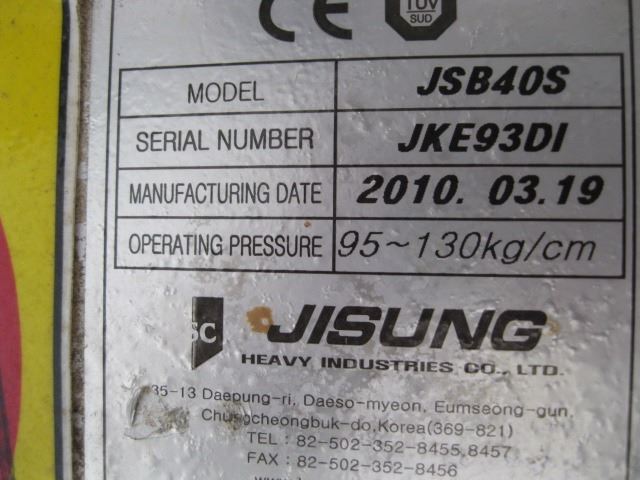 CE TÜV SUD
MODEL JSB40S
SERIAL NUMBER JKE93DI
MANUFACTURING DATE 2010. 03.19
OPERATING PRESSURE 95~130kg/cm
SC JISUNG
HEAVY INDUSTRIES CO., LTD.
35-13 Daepung-ri, Daeso-myeon, Eumseong-gun,
Chungcheongbuk-do,Korea(369-821)
TEL : 82-502-352-8455,8457
FAX : 82-502-352-8456